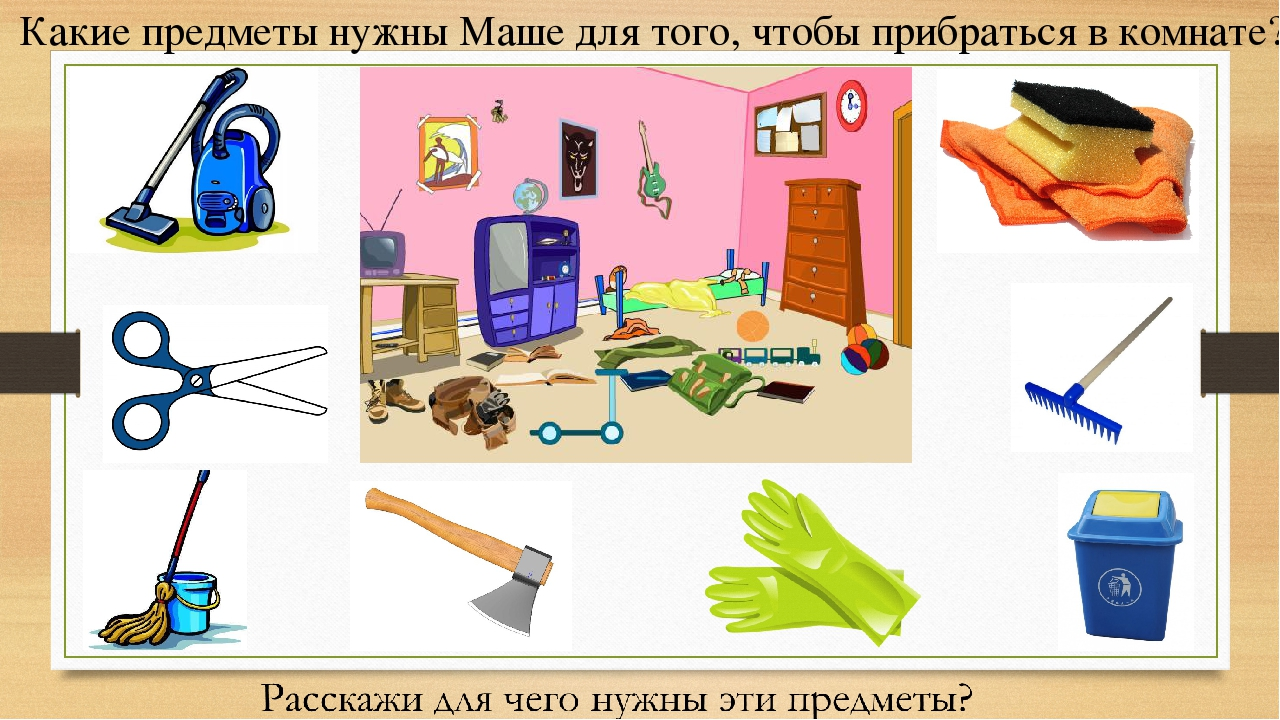 Какие предметы нужны Маше для того, чтобы прибраться в комнате?
Расскажи для чего нужны эти предметы?